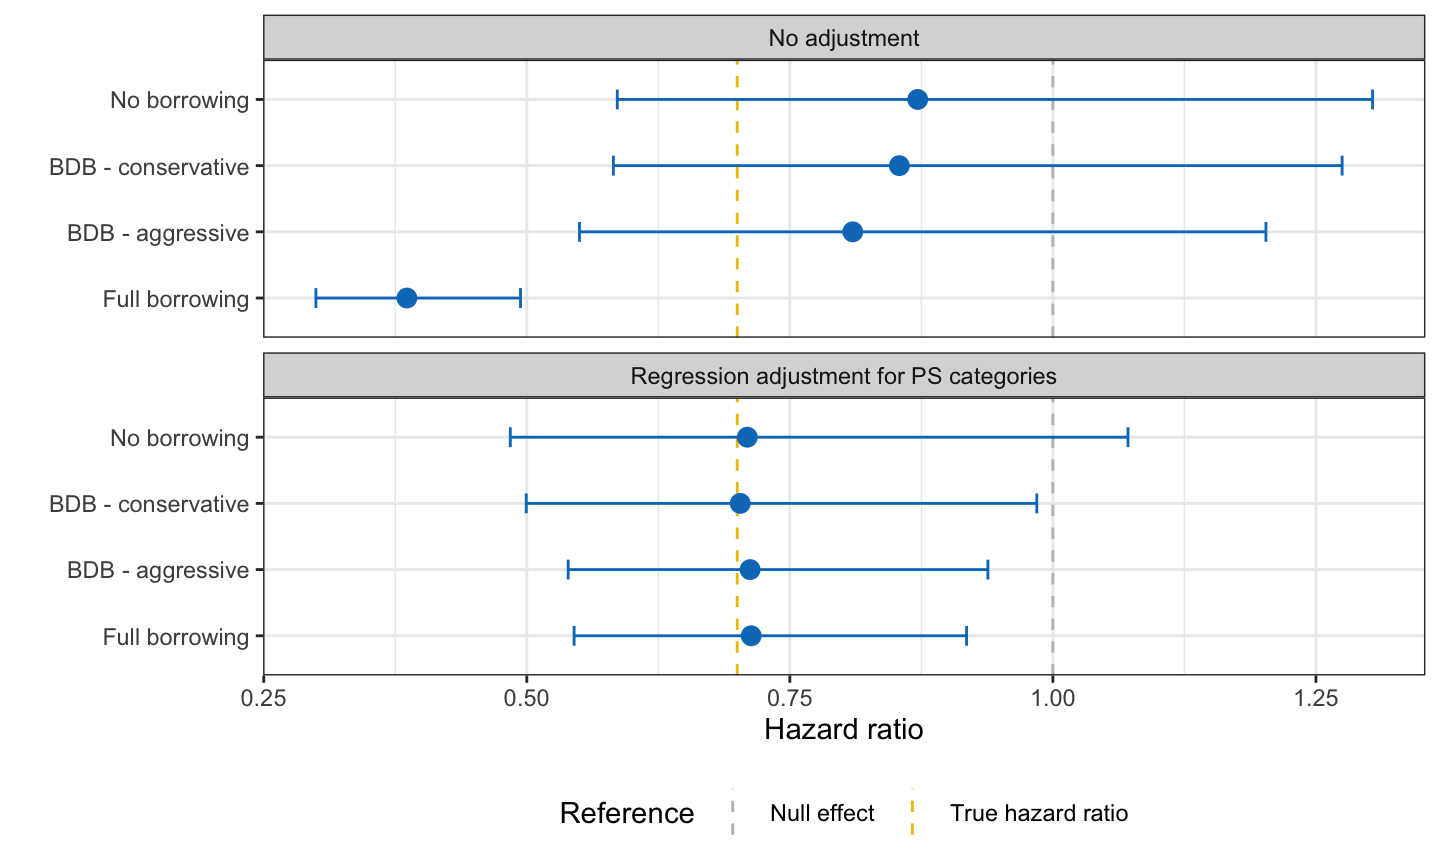 No adjustment
No borrowing
BDB - conservative
BDB - aggressive
Full borrowing
Regression adjustment for PS categories
No borrowing
BDB - conservative
BDB - aggressive
Full borrowing
0.25 0.50 0.75 1.00 1.25
Hazard ratio
Reference Null effect True hazard ratio